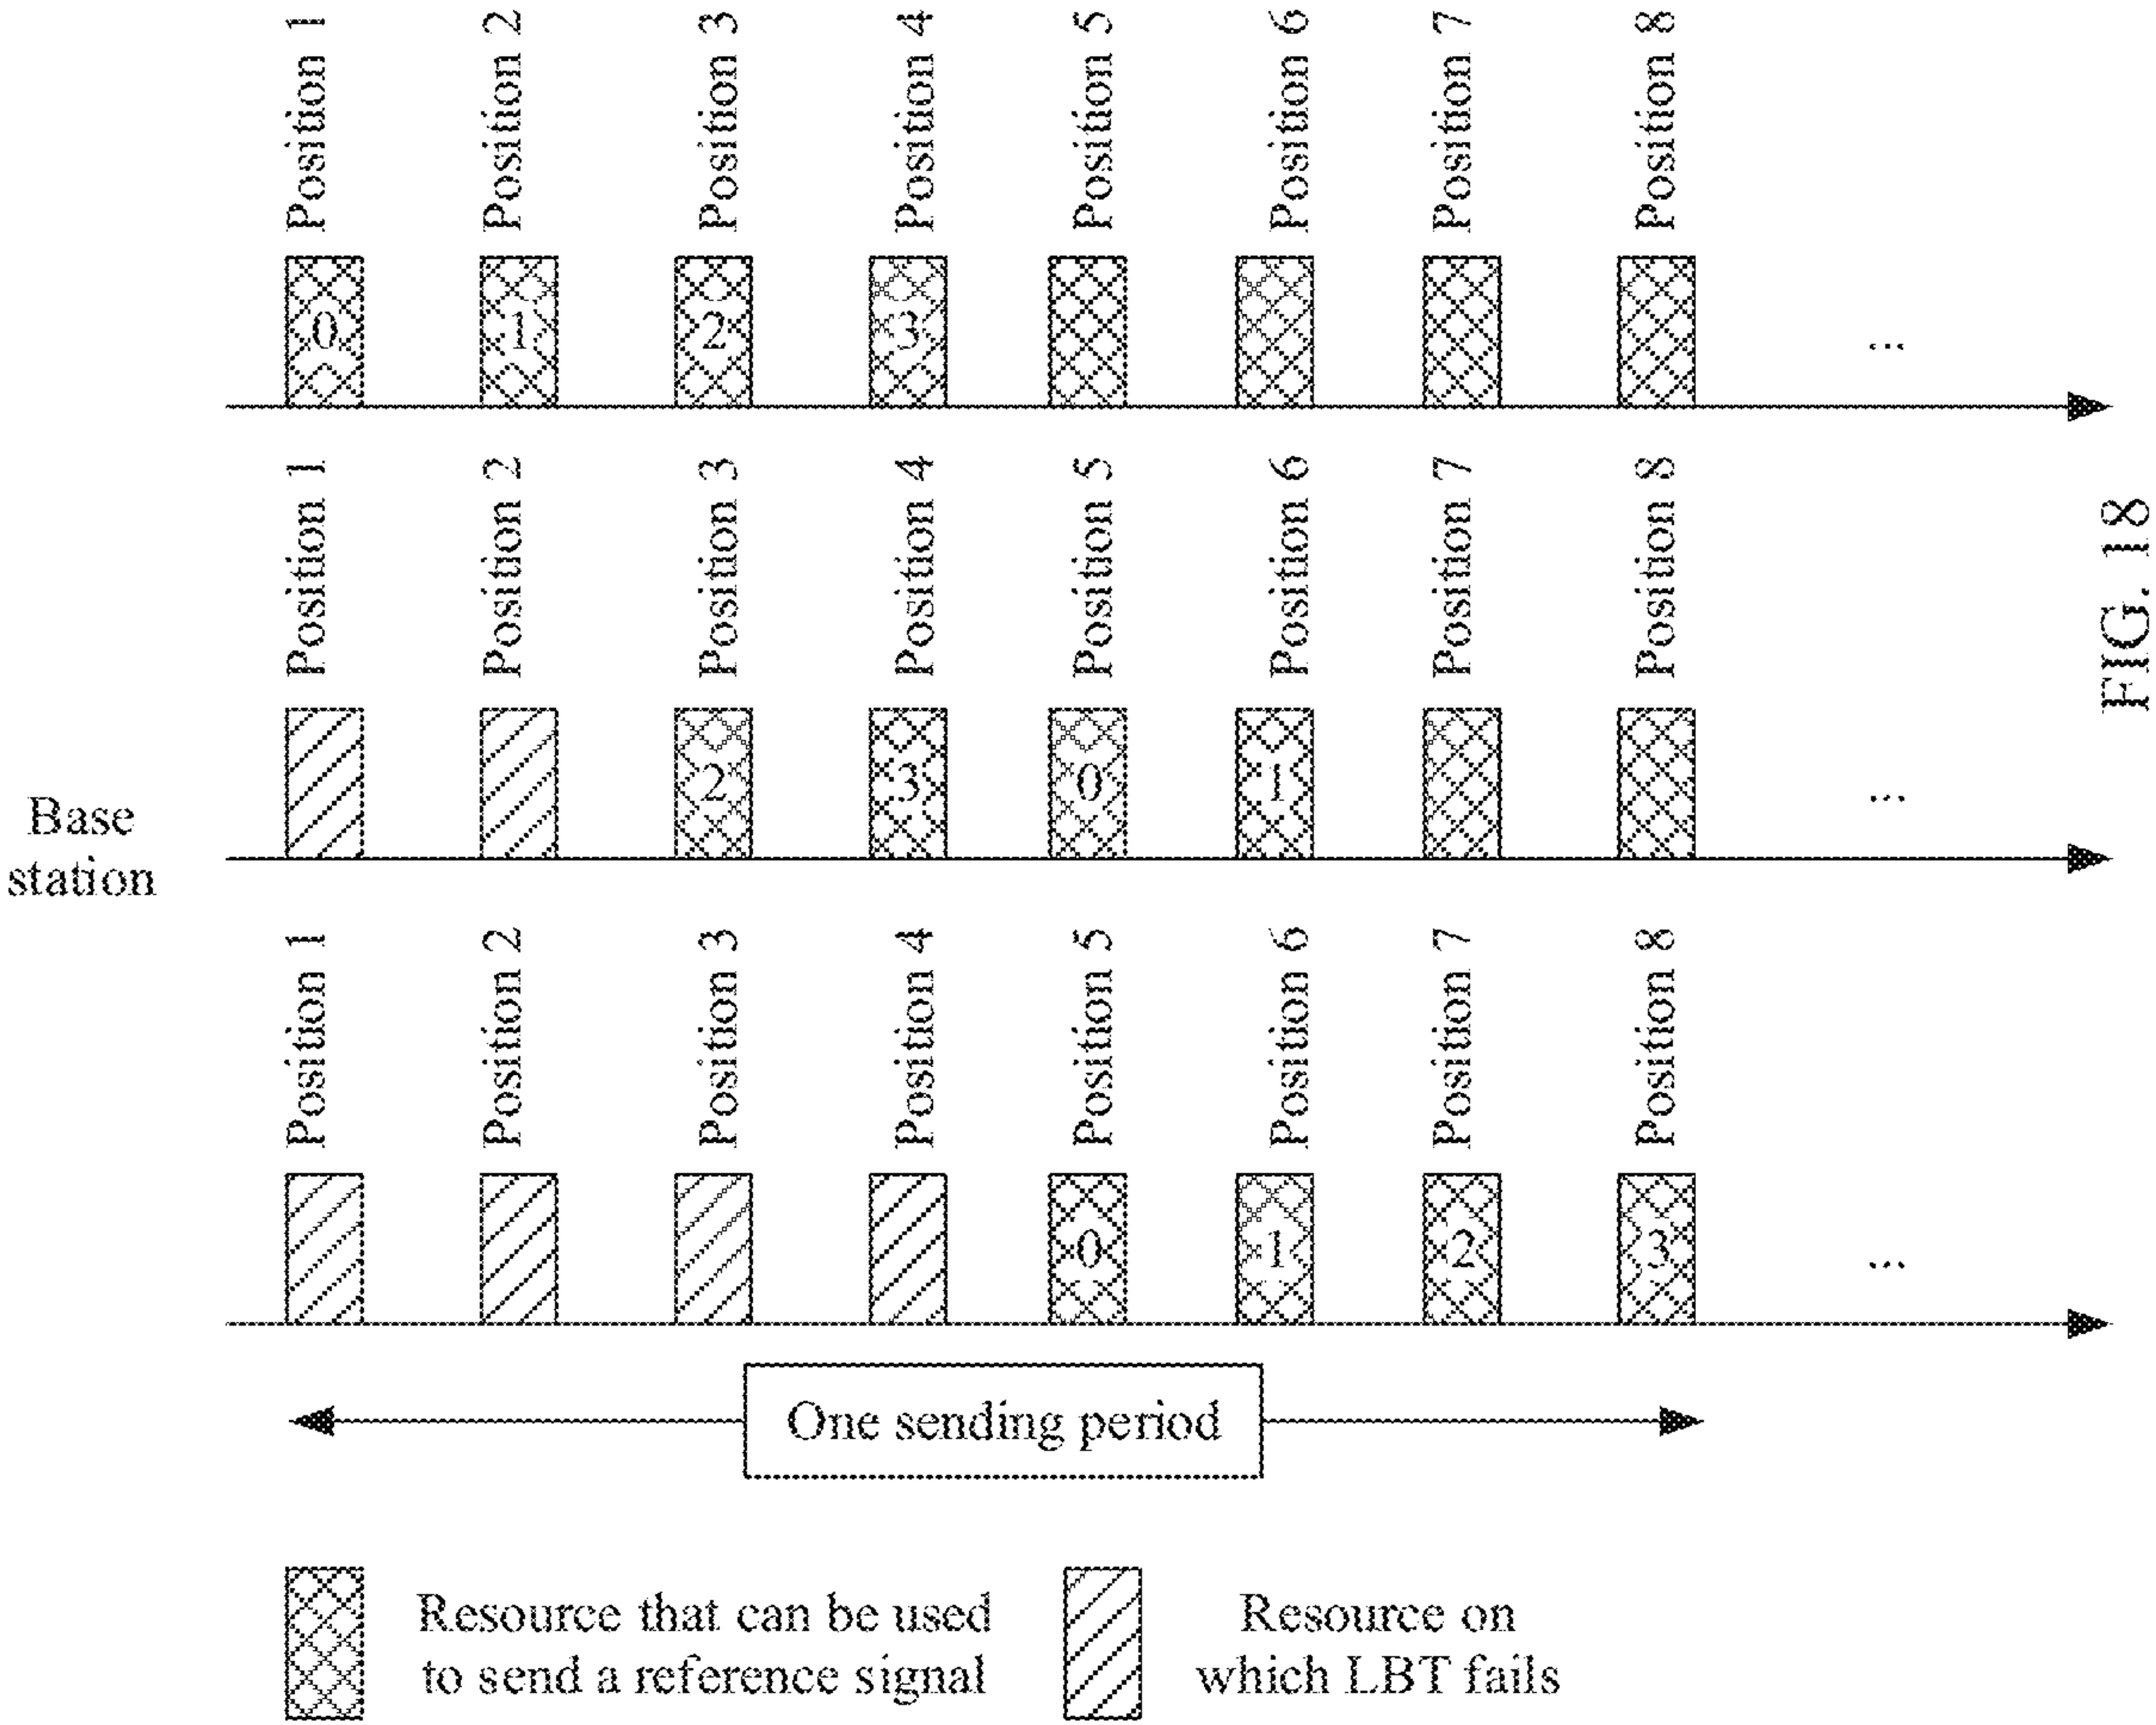 Position 1
Position 2
Position 3
Position 4
Position 5
Position 6
Position 7
Position 8
0
1
2
3
...
Position 1
Position 2
Position 3
Position 4
Position 5
Position 6
Position 7
Position 8
2
3
0
1
...
Base
station
Position 1
Position 2
Position 3
Position 4
Position 5
Position 6
Position 7
Position 8
0
1
2
3
...
One sending period
Resource that can be used
to send a reference signal
Resource on
which LBT fails
FIG. 18